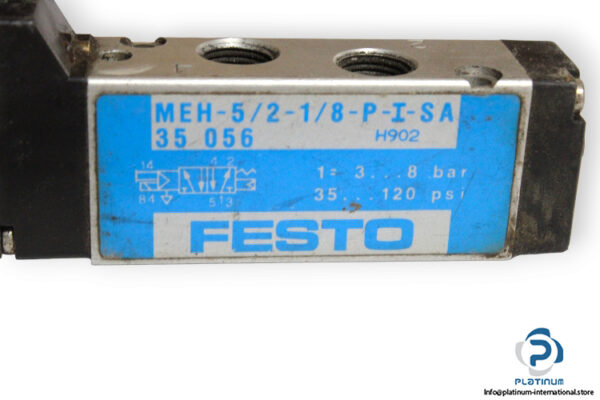 MEH-5/2-1/8-P-I-SA
35 056 H902
14 4 2
84 5 1 3
1= 3...8 bar
35...120 psi
FESTO
PLATINUM
Info@platinum-international.store